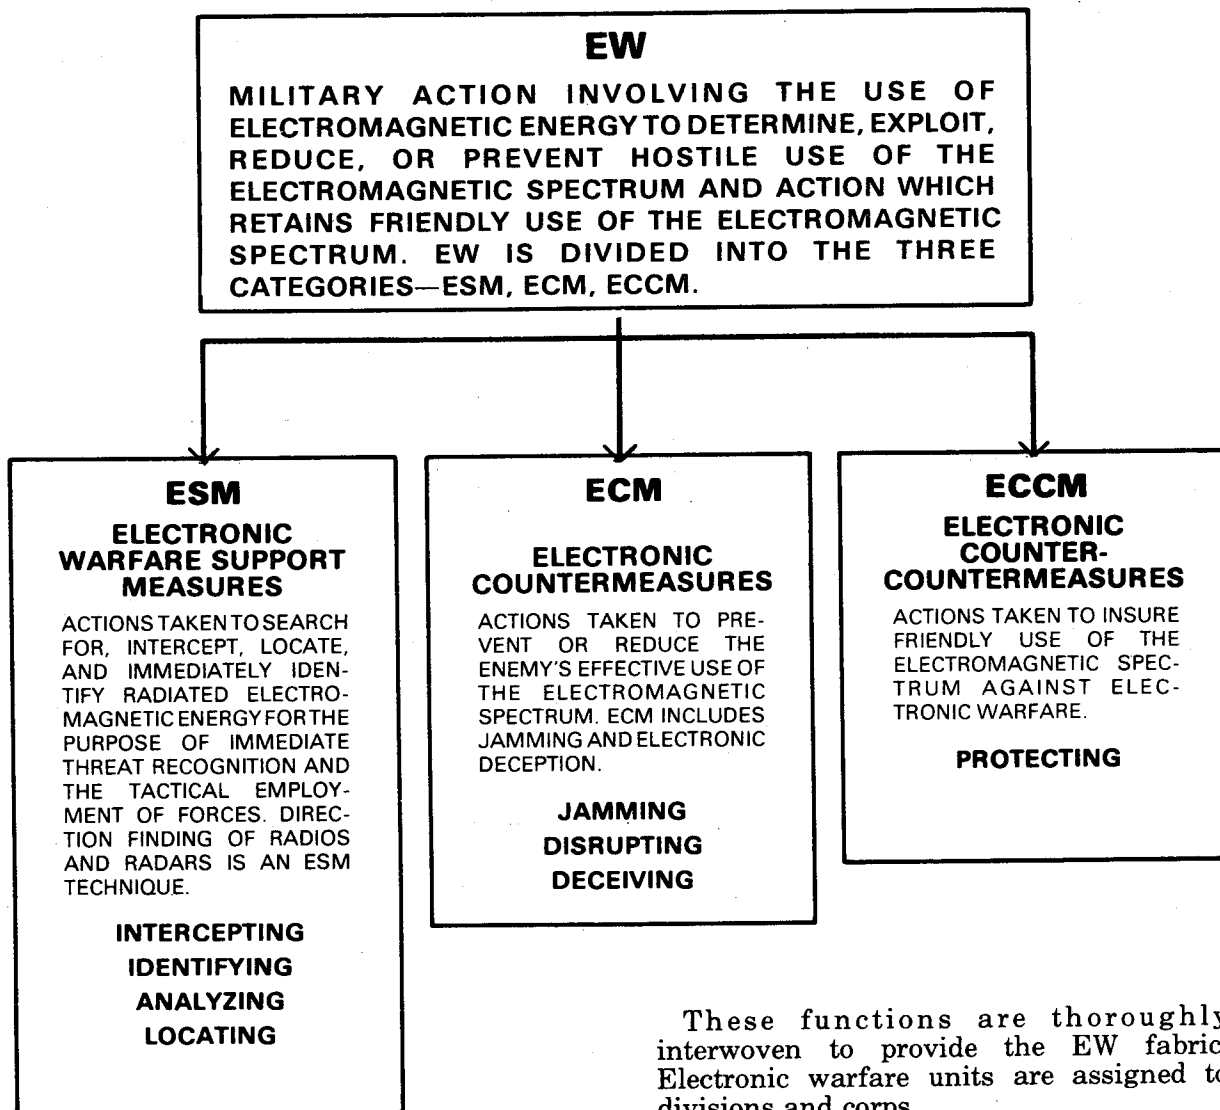 EW
MILITARY ACTION INVOLVING THE USE OF
ELECTROMAGNETIC ENERGY TO DETERMINE, EXPLOIT,
REDUCE, OR PREVENT HOSTILE USE OF THE
ELECTROMAGNETIC SPECTRUM AND ACTION WHICH
RETAINS FRIENDLY USE OF THE ELECTROMAGNETIC
SPECTRUM. EW IS DIVIDED INTO THE THREE
CATEGORIES—ESM, ECM, ECCM.
ESM
ELECTRONIC
WARFARE SUPPORT
MEASURES
ACTIONS TAKEN TO SEARCH
FOR, INTERCEPT, LOCATE,
AND IMMEDIATELY IDEN-
TIFY RADIATED ELECTRO-
MAGNETIC ENERGY FOR THE
PURPOSE OF IMMEDIATE
THREAT RECOGNITION AND
THE TACTICAL EMPLOY-
MENT OF FORCES. DIREC-
TION FINDING OF RADIOS
AND RADARS IS AN ESM
TECHNIQUE.
INTERCEPTING
IDENTIFYING
ANALYZING
LOCATING
ECM
ELECTRONIC
COUNTERMEASURES
ACTIONS TAKEN TO PRE-
VENT OR REDUCE THE
ENEMY'S EFFECTIVE USE OF
THE ELECTROMAGNETIC
SPECTRUM. ECM INCLUDES
JAMMING AND ELECTRONIC
DECEPTION.
JAMMING
DISRUPTING
DECEIVING
ECCM
ELECTRONIC
COUNTER-
COUNTERMEASURES
ACTIONS TAKEN TO INSURE
FRIENDLY USE OF THE
ELECTROMAGNETIC SPEC-
TRUM AGAINST ELEC-
TRONIC WARFARE.
PROTECTING
These functions are thoroughly
interwoven to provide the EW fabric
Electronic warfare units are assigned to
divisions and corps